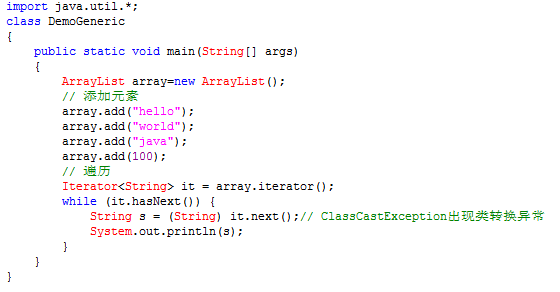 import java.util.*;
class DemoGeneric
{
    public static void main(String[] args)
    {
        ArrayList array=new ArrayList();
        // 添加元素
        array.add("hello");
        array.add("world");
        array.add("java");
        array.add(100);
        // 遍历
        Iterator<String> it = array.iterator();
        while (it.hasNext()) {
            String s = (String) it.next();// ClassCastException出现类转换异常
            System.out.println(s);
        }
    }
}